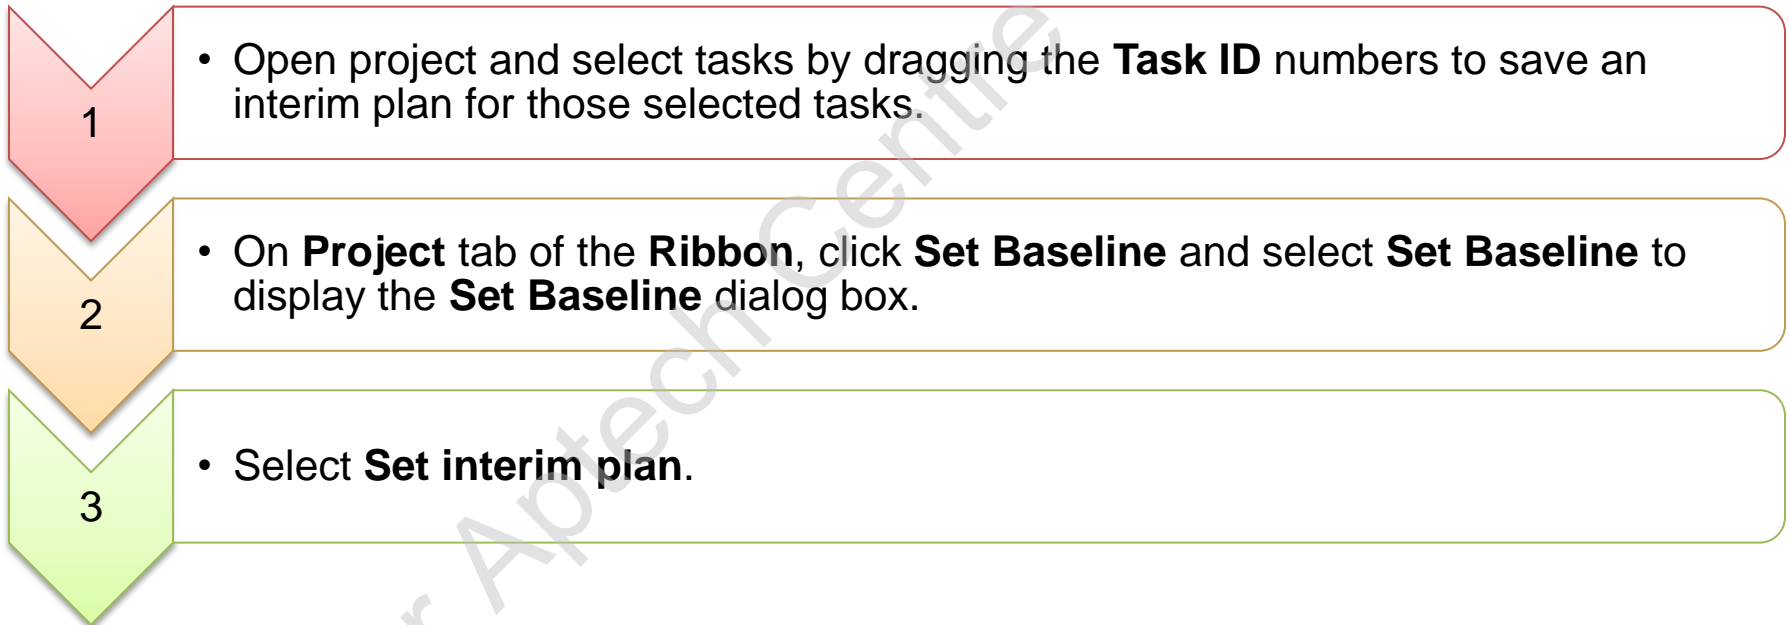 1
• Open project and select tasks by dragging the Task ID numbers to save an
interim plan for those selected tasks.
2
• On Project tab of the Ribbon, click Set Baseline and select Set Baseline to
display the Set Baseline dialog box.
3
• Select Set interim plan.
Aptech Centre